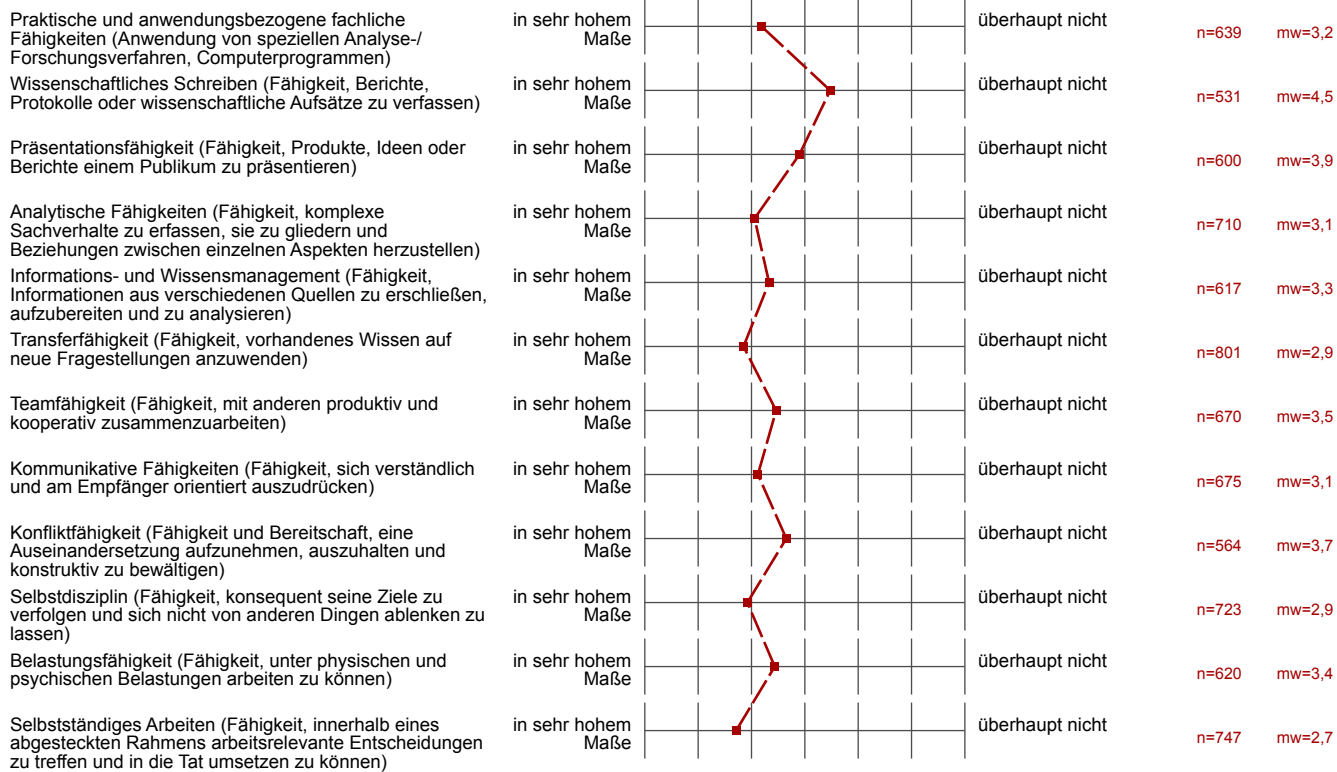 Praktische und anwendungsbezogene fachliche
Fähigkeiten (Anwendung von speziellen Analyse-/
Forschungsverfahren, Computerprogrammen)
in sehr hohem
Maße
überhaupt nicht
n=639
mw=3,2
Wissenschaftliches Schreiben (Fähigkeit, Berichte,
Protokolle oder wissenschaftliche Aufsätze zu verfassen)
in sehr hohem
Maße
überhaupt nicht
n=531
mw=4,5
Präsentationsfähigkeit (Fähigkeit, Produkte, Ideen oder
Berichte einem Publikum zu präsentieren)
in sehr hohem
Maße
überhaupt nicht
n=600
mw=3,9
Analytische Fähigkeiten (Fähigkeit, komplexe
Sachverhalte zu erfassen, sie zu gliedern und
Beziehungen zwischen einzelnen Aspekten herzustellen)
in sehr hohem
Maße
überhaupt nicht
n=710
mw=3,1
Informations- und Wissensmanagement (Fähigkeit,
Informationen aus verschiedenen Quellen zu erschließen,
aufzubereiten und zu analysieren)
in sehr hohem
Maße
überhaupt nicht
n=617
mw=3,3
Transferfähigkeit (Fähigkeit, vorhandenes Wissen auf
neue Fragestellungen anzuwenden)
in sehr hohem
Maße
überhaupt nicht
n=801
mw=2,9
Teamfähigkeit (Fähigkeit, mit anderen produktiv und
kooperativ zusammenzuarbeiten)
in sehr hohem
Maße
überhaupt nicht
n=670
mw=3,5
Kommunikative Fähigkeiten (Fähigkeit, sich verständlich
und am Empfänger orientiert auszudrücken)
in sehr hohem
Maße
überhaupt nicht
n=675
mw=3,1
Konfliktfähigkeit (Fähigkeit und Bereitschaft, eine
Auseinandersetzung aufzunehmen, auszuhalten und
konstruktiv zu bewältigen)
in sehr hohem
Maße
überhaupt nicht
n=564
mw=3,7
Selbstdisziplin (Fähigkeit, konsequent seine Ziele zu
verfolgen und sich nicht von anderen Dingen ablenken zu
lassen)
in sehr hohem
Maße
überhaupt nicht
n=723
mw=2,9
Belastungsfähigkeit (Fähigkeit, unter physischen und
psychischen Belastungen arbeiten zu können)
in sehr hohem
Maße
überhaupt nicht
n=620
mw=3,4
Selbstständiges Arbeiten (Fähigkeit, innerhalb eines
abgesteckten Rahmens arbeitsrelevante Entscheidungen
zu treffen und in die Tat umsetzen zu können)
in sehr hohem
Maße
überhaupt nicht
n=747
mw=2,7